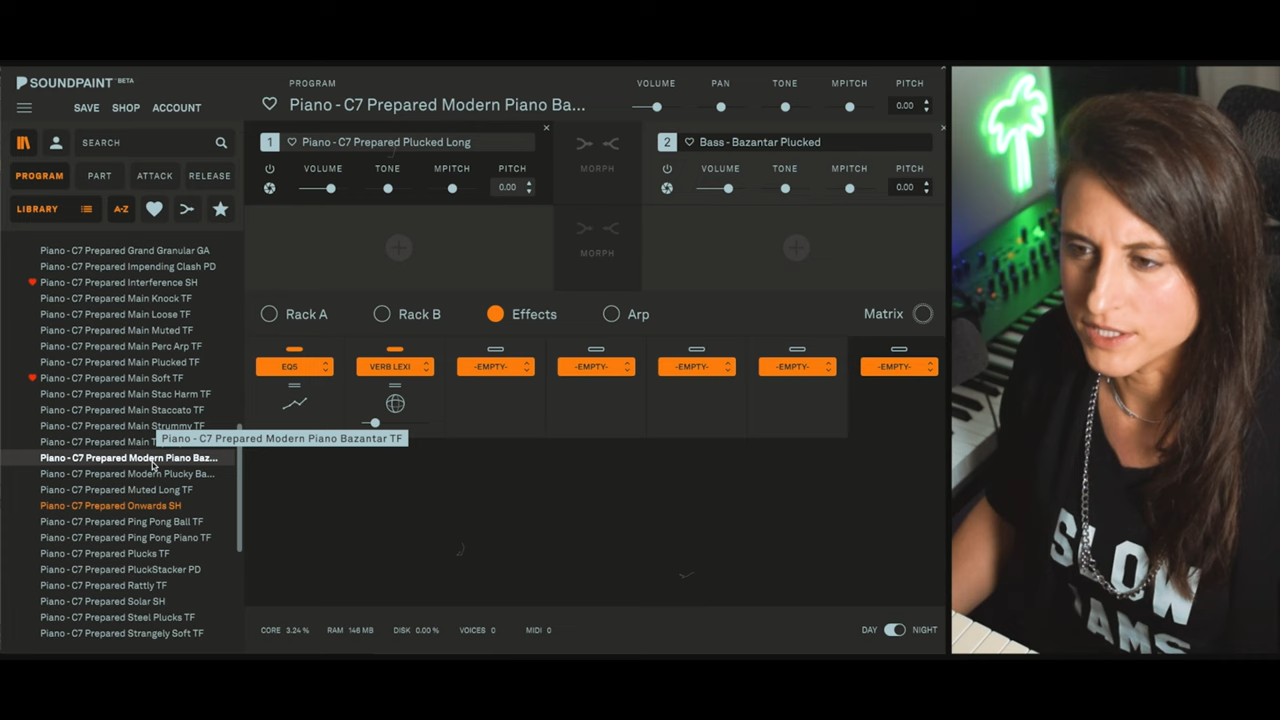 SOUNDPAINT BETA
SAVE SHOP ACCOUNT
SEARCH
PROGRAM PART ATTACK RELEASE
LIBRARY A-Z
Piano - C7 Prepared Grand Granular GA
Piano - C7 Prepared Impending Clash PD
Piano - C7 Prepared Interference SH
Piano - C7 Prepared Main Knock TF
Piano - C7 Prepared Main Loose TF
Piano - C7 Prepared Main Muted TF
Piano - C7 Prepared Main Perc Arp TF
Piano - C7 Prepared Main Plucked TF
Piano - C7 Prepared Main Soft TF
Piano - C7 Prepared Main Stac Harm TF
Piano - C7 Prepared Main Staccato TF
Piano - C7 Prepared Main Strummy TF
Piano - C7 Prepared Main T
Piano - C7 Prepared Modern Piano Bazantar TF
Piano - C7 Prepared Modern Piano Baz...
Piano - C7 Prepared Modern Plucky Ba...
Piano - C7 Prepared Muted Long TF
Piano - C7 Prepared Onwards SH
Piano - C7 Prepared Ping Pong Ball TF
Piano - C7 Prepared Ping Pong Piano TF
Piano - C7 Prepared Plucks TF
Piano - C7 Prepared PluckStacker PD
Piano - C7 Prepared Rattly TF
Piano - C7 Prepared Solar SH
Piano - C7 Prepared Steel Plucks TF
Piano - C7 Prepared Strangely Soft TF
PROGRAM
Piano - C7 Prepared Modern Piano Ba...
VOLUME PAN TONE MPITCH PITCH
0.00
1 Piano - C7 Prepared Plucked Long
VOLUME TONE MPITCH PITCH
0.00
MORPH
MORPH
2 Bass - Bazantar Plucked
VOLUME TONE MPITCH PITCH
0.00
Rack A Rack B Effects Arp Matrix
EQ5 VERB LEXI -EMPTY- -EMPTY- -EMPTY- -EMPTY- -EMPTY-
CORE 3.24 % RAM 146 MB DISK 0.00 % VOICES 0 MIDI 0
DAY NIGHT
SLOW
JAMS